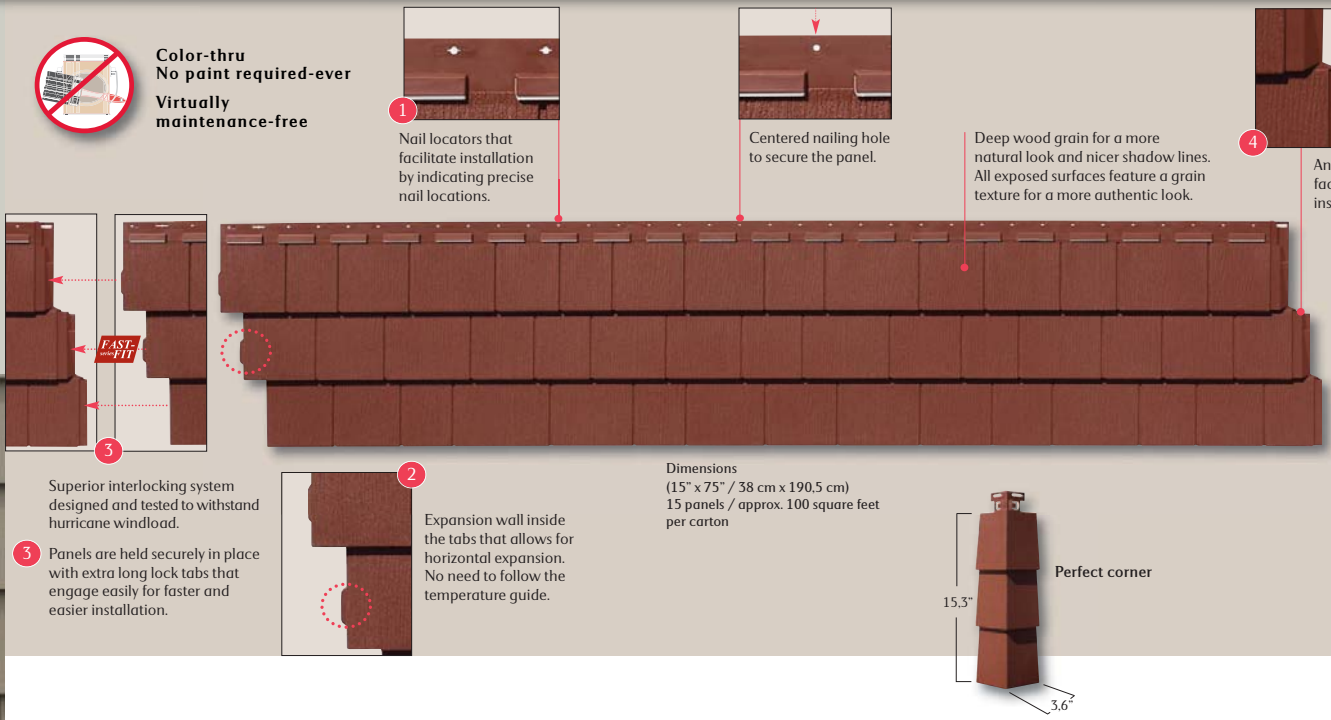 Color-thru
No paint required-ever
Virtually
maintenance-free
1
Nail locators that
facilitate installation
by indicating precise
nail locations.
Centered nailing hole
to secure the panel.
Deep wood grain for a more
natural look and nicer shadow lines.
All exposed surfaces feature a grain
texture for a more authentic look.
4
An
fac
ins
FAST-
series FIT
3
Superior interlocking system
designed and tested to withstand
hurricane windload.
3 Panels are held securely in place
with extra long lock tabs that
engage easily for faster and
easier installation.
2
Expansion wall inside
the tabs that allows for
horizontal expansion.
No need to follow the
temperature guide.
Dimensions
(15" x 75" / 38 cm x 190,5 cm)
15 panels / approx. 100 square feet
per carton
Perfect corner
15,3"
3,6"